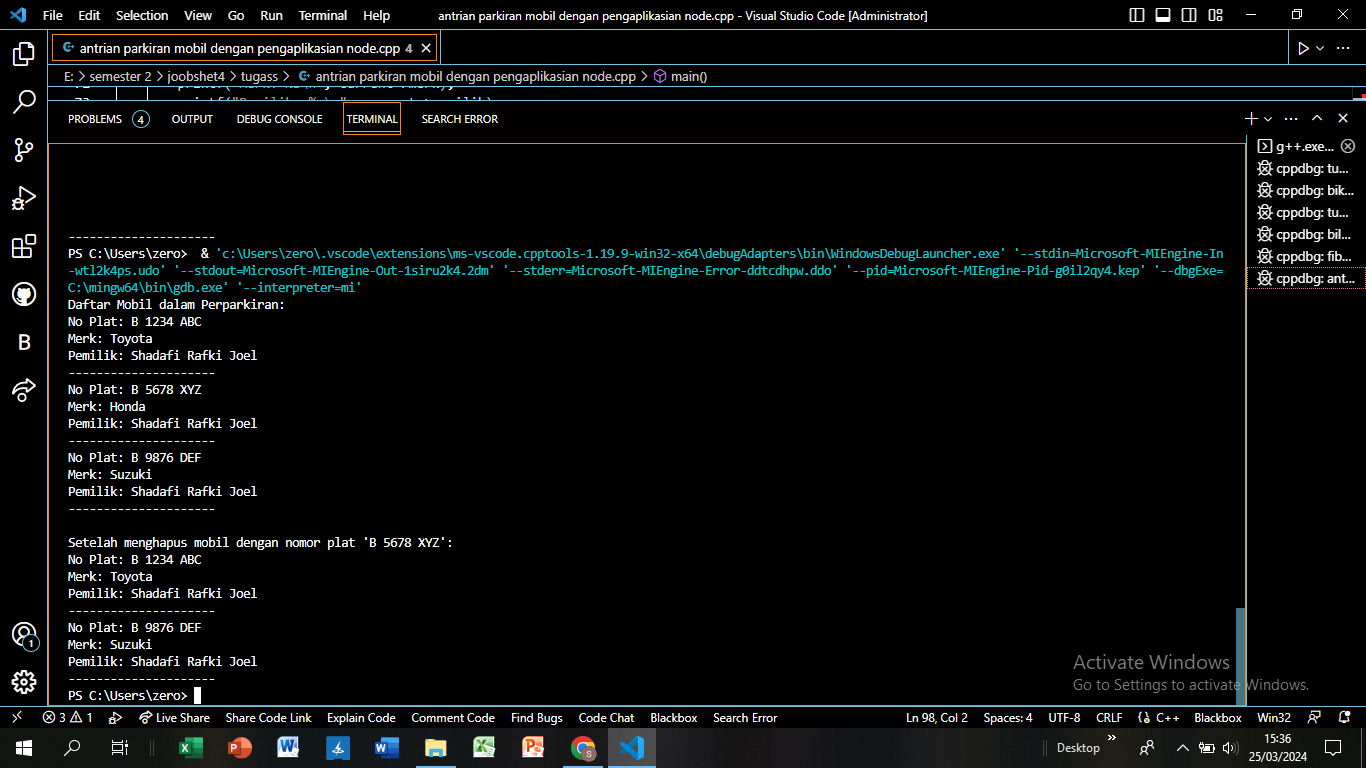 File Edit Selection View Go Run Terminal Help antrian parkiran mobil dengan pengaplikasian node.cpp - Visual Studio Code [Administrator]
antrian parkiran mobil dengan pengaplikasian node.cpp 4
E: > semester 2 > joobshet4 > tugass > antrian parkiran mobil dengan pengaplikasian node.cpp > main()
PROBLEMS 4 OUTPUT DEBUG CONSOLE TERMINAL SEARCH ERROR
g++.exe...
cppdbg: tu...
cppdbg: bik...
cppdbg: tu...
cppdbg: bil...
cppdbg: fib...
cppdbg: ant...
---------------------
PS C:\Users\zero> & 'c:\Users\zero\.vscode\extensions\ms-vscode.cpptools-1.19.9-win32-x64\debugAdapters\bin\WindowsDebugLauncher.exe' '--stdin=Microsoft-MIEngine-In
-wtl2k4ps.udo' '--stdout=Microsoft-MIEngine-Out-1siru2k4.2dm' '--stderr=Microsoft-MIEngine-Error-ddtcdhpw.ddo' '--pid=Microsoft-MIEngine-Pid-g0il2qy4.kep' '--dbgExe=
C:\mingw64\bin\gdb.exe' '--interpreter=mi'
Daftar Mobil dalam Perparkiran:
No Plat: B 1234 ABC
Merk: Toyota
Pemilik: Shadafi Rafki Joel
---------------------
No Plat: B 5678 XYZ
Merk: Honda
Pemilik: Shadafi Rafki Joel
---------------------
No Plat: B 9876 DEF
Merk: Suzuki
Pemilik: Shadafi Rafki Joel
---------------------
Setelah menghapus mobil dengan nomor plat 'B 5678 XYZ':
No Plat: B 1234 ABC
Merk: Toyota
Pemilik: Shadafi Rafki Joel
---------------------
No Plat: B 9876 DEF
Merk: Suzuki
Pemilik: Shadafi Rafki Joel
---------------------
PS C:\Users\zero>
B
1
Activate Windows
Go to Settings to activate Windows.
3 1 Live Share Share Code Link Explain Code Comment Code Find Bugs Code Chat Blackbox Search Error Ln 98, Col 2 Spaces: 4 UTF-8 CRLF {} C++ Blackbox Win32
Desktop
15:36
25/03/2024